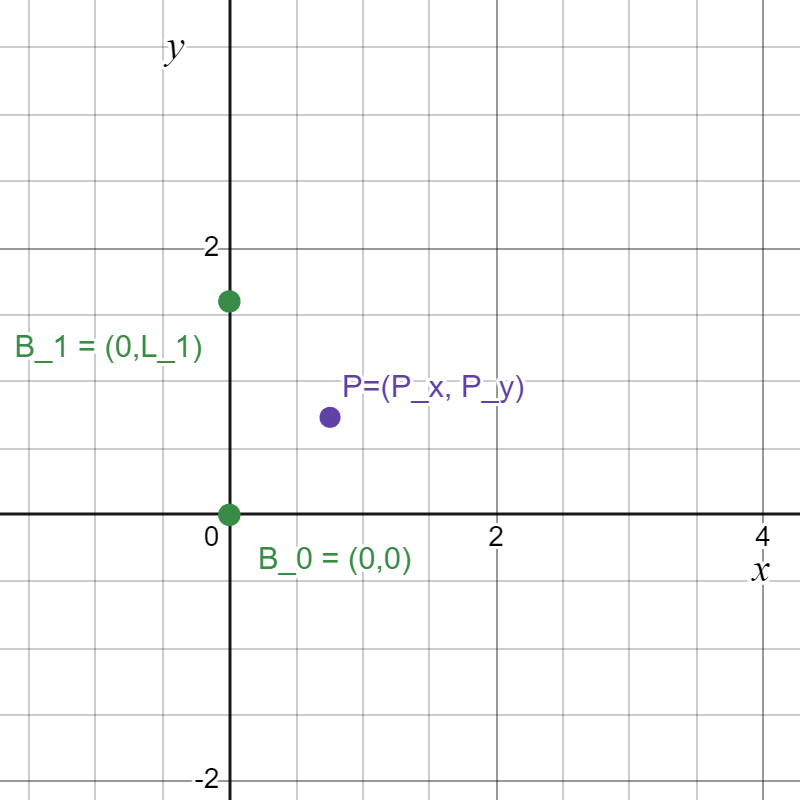 y
2
B_1 = (0,L_1)
P=(P_x, P_y)
0
2
4
B_0 = (0,0)
x
-2